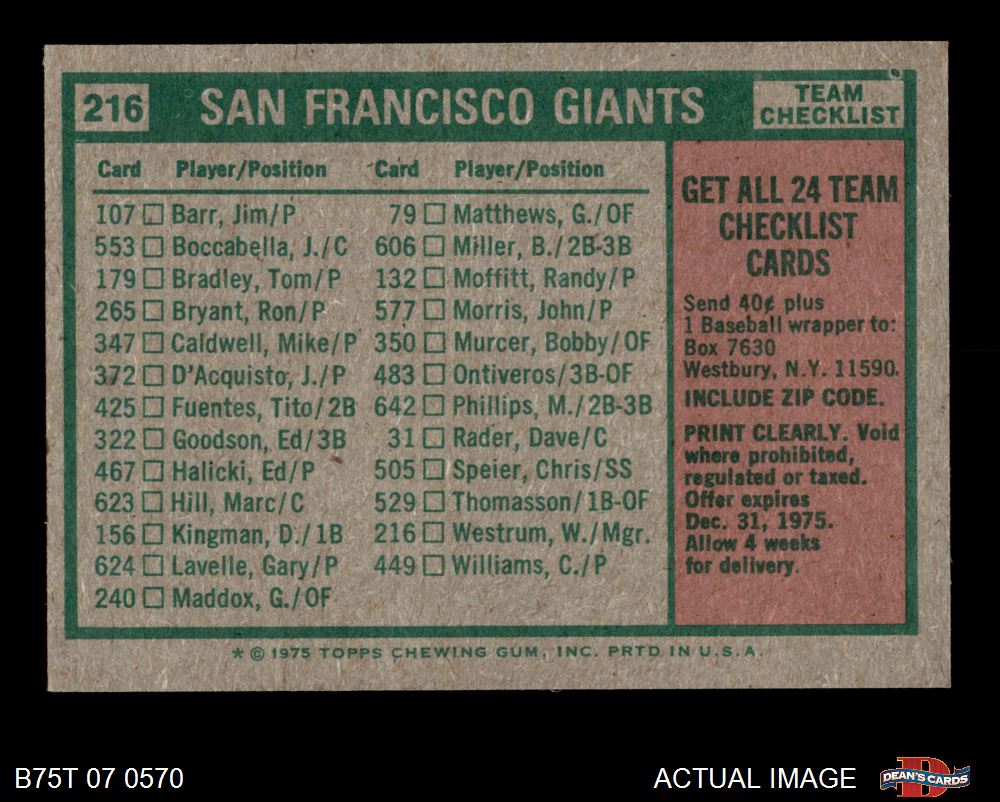 216 SAN FRANCISCO GIANTS TEAM CHECKLIST
Card Player/Position Card Player/Position
107 □ Barr, Jim/P 79 □ Matthews, G./OF
553 □ Boccabella, J./C 606 □ Miller, B./2B-3B
179 □ Bradley, Tom/P 132 □ Moffitt, Randy/P
265 □ Bryant, Ron/P 577 □ Morris, John/P
347 □ Caldwell, Mike/P 350 □ Murcer, Bobby/OF
372 □ D'Acquisto, J./P 483 □ Ontiveros/3B-OF
425 □ Fuentes, Tito/2B 642 □ Phillips, M./2B-3B
322 □ Goodson, Ed/3B 31 □ Rader, Dave/C
467 □ Halicki, Ed/P 505 □ Speier, Chris/SS
623 □ Hill, Marc/C 529 □ Thomasson/1B-OF
156 □ Kingman, D./1B 216 □ Westrum, W./Mgr.
624 □ Lavelle, Gary/P 449 □ Williams, C./P
240 □ Maddox, G./OF
GET ALL 24 TEAM
CHECKLIST
CARDS
Send 40¢ plus
1 Baseball wrapper to:
Box 7630
Westbury, N.Y. 11590.
INCLUDE ZIP CODE.
PRINT CLEARLY. Void
where prohibited,
regulated or taxed.
Offer expires
Dec. 31, 1975.
Allow 4 weeks
for delivery.
* © 1975 TOPPS CHEWING GUM, INC. PRTD IN U.S.A.
B75T 07 0570 ACTUAL IMAGE DEAN'S CARDS